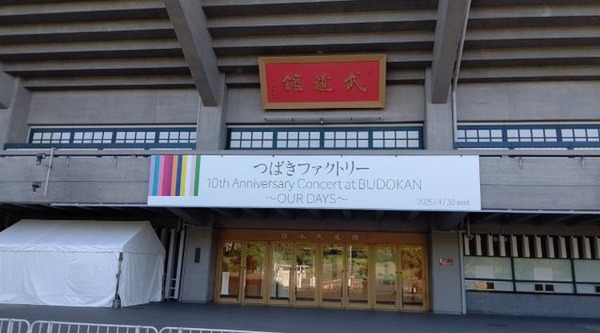 武道館
つばきファクトリー
10th Anniversary Concert at BUDOKAN
～OUR DAYS～
2025/4/30 wed